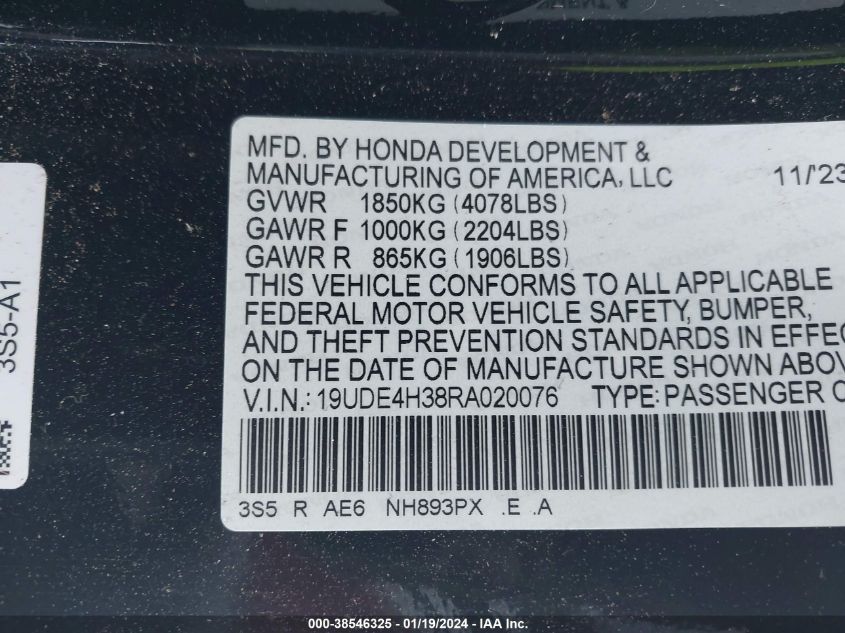 MFD. BY HONDA DEVELOPMENT &
MANUFACTURING OF AMERICA, LLC 11/'23
GVWR 1850KG (4078LBS)
GAWR F 1000KG (2204LBS)
GAWR R 865KG (1906LBS)
THIS VEHICLE CONFORMS TO ALL APPLICABLE
FEDERAL MOTOR VEHICLE SAFETY, BUMPER,
AND THEFT PREVENTION STANDARDS IN EFFEC
ON THE DATE OF MANUFACTURE SHOWN ABOV
V.I.N.: 19UDE4H38RA020076 TYPE: PASSENGER C
3S5 R AE6 NH893PX .E .A
3S5-A1
000-38546325 - 01/19/2024 - IAA Inc.